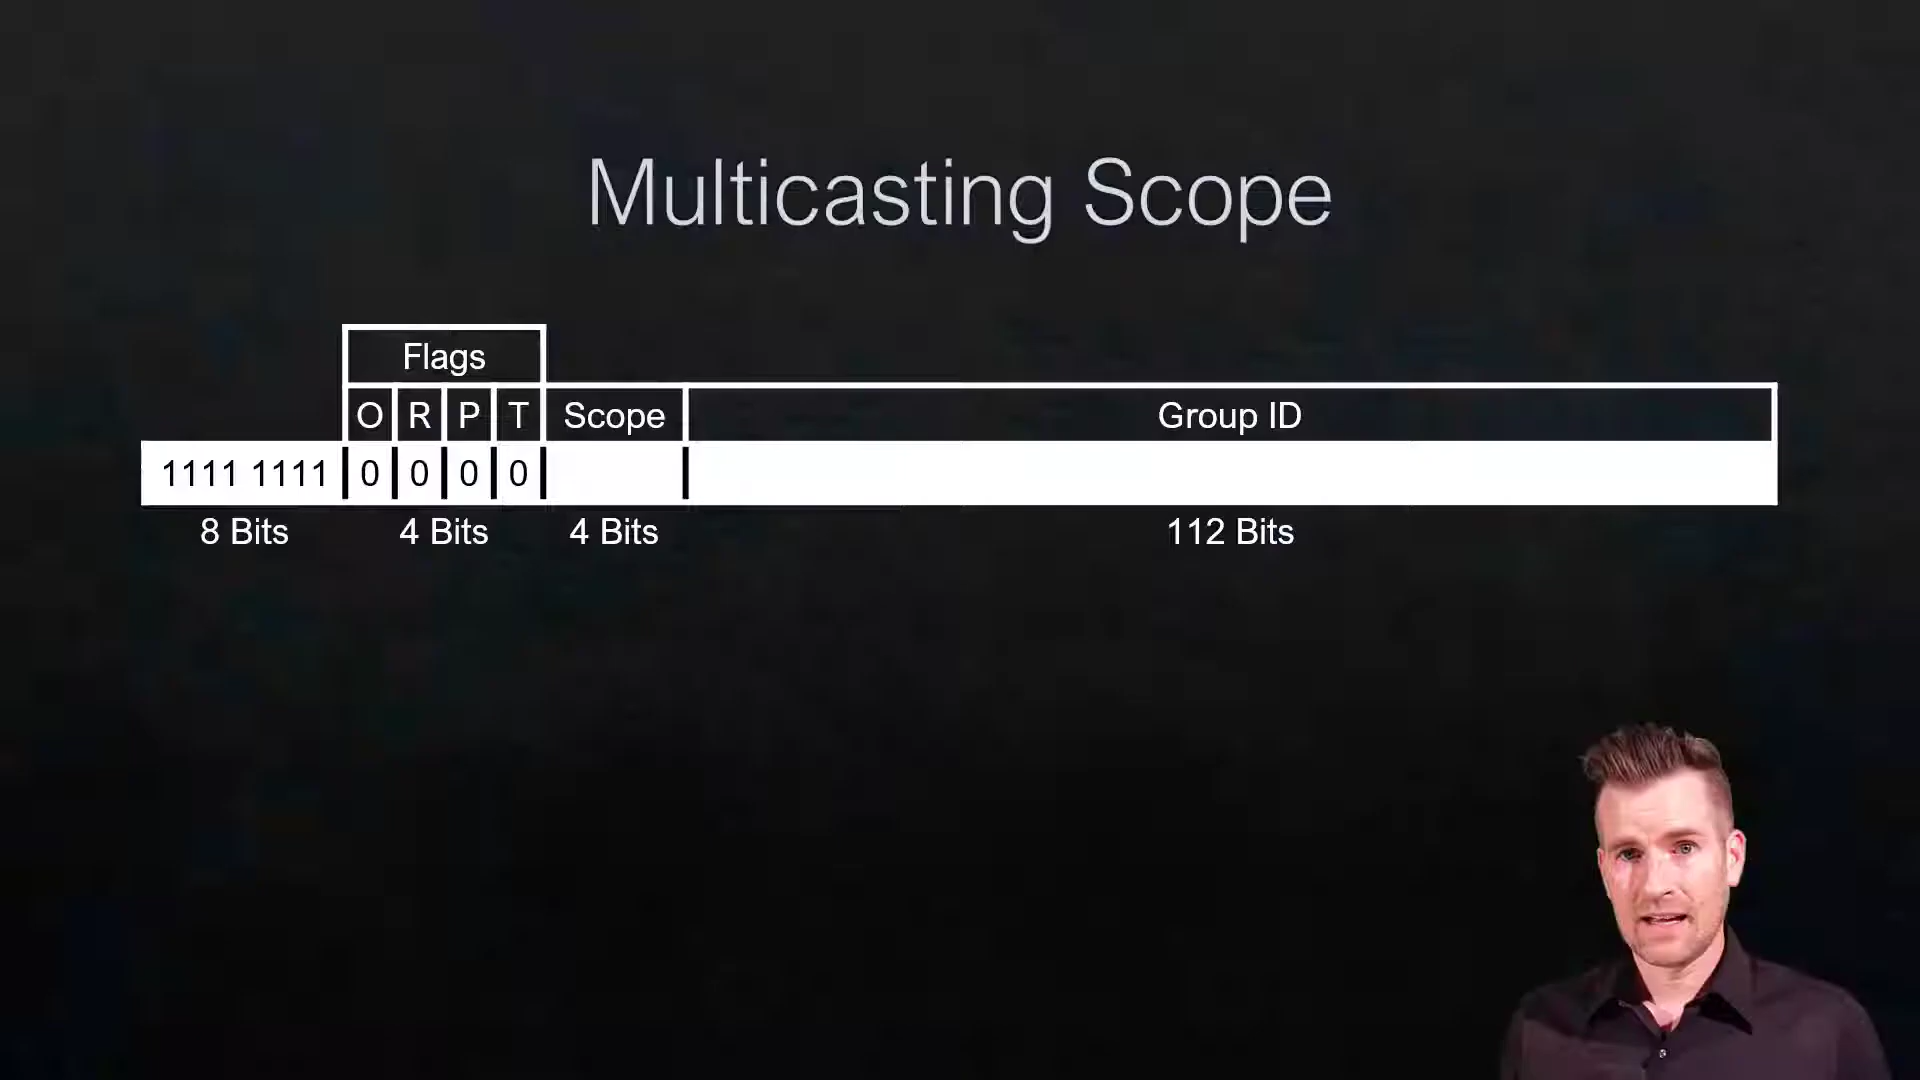 Multicasting Scope
Flags
O R P T Scope Group ID
1111 1111 0 0 0 0
8 Bits 4 Bits 4 Bits 112 Bits